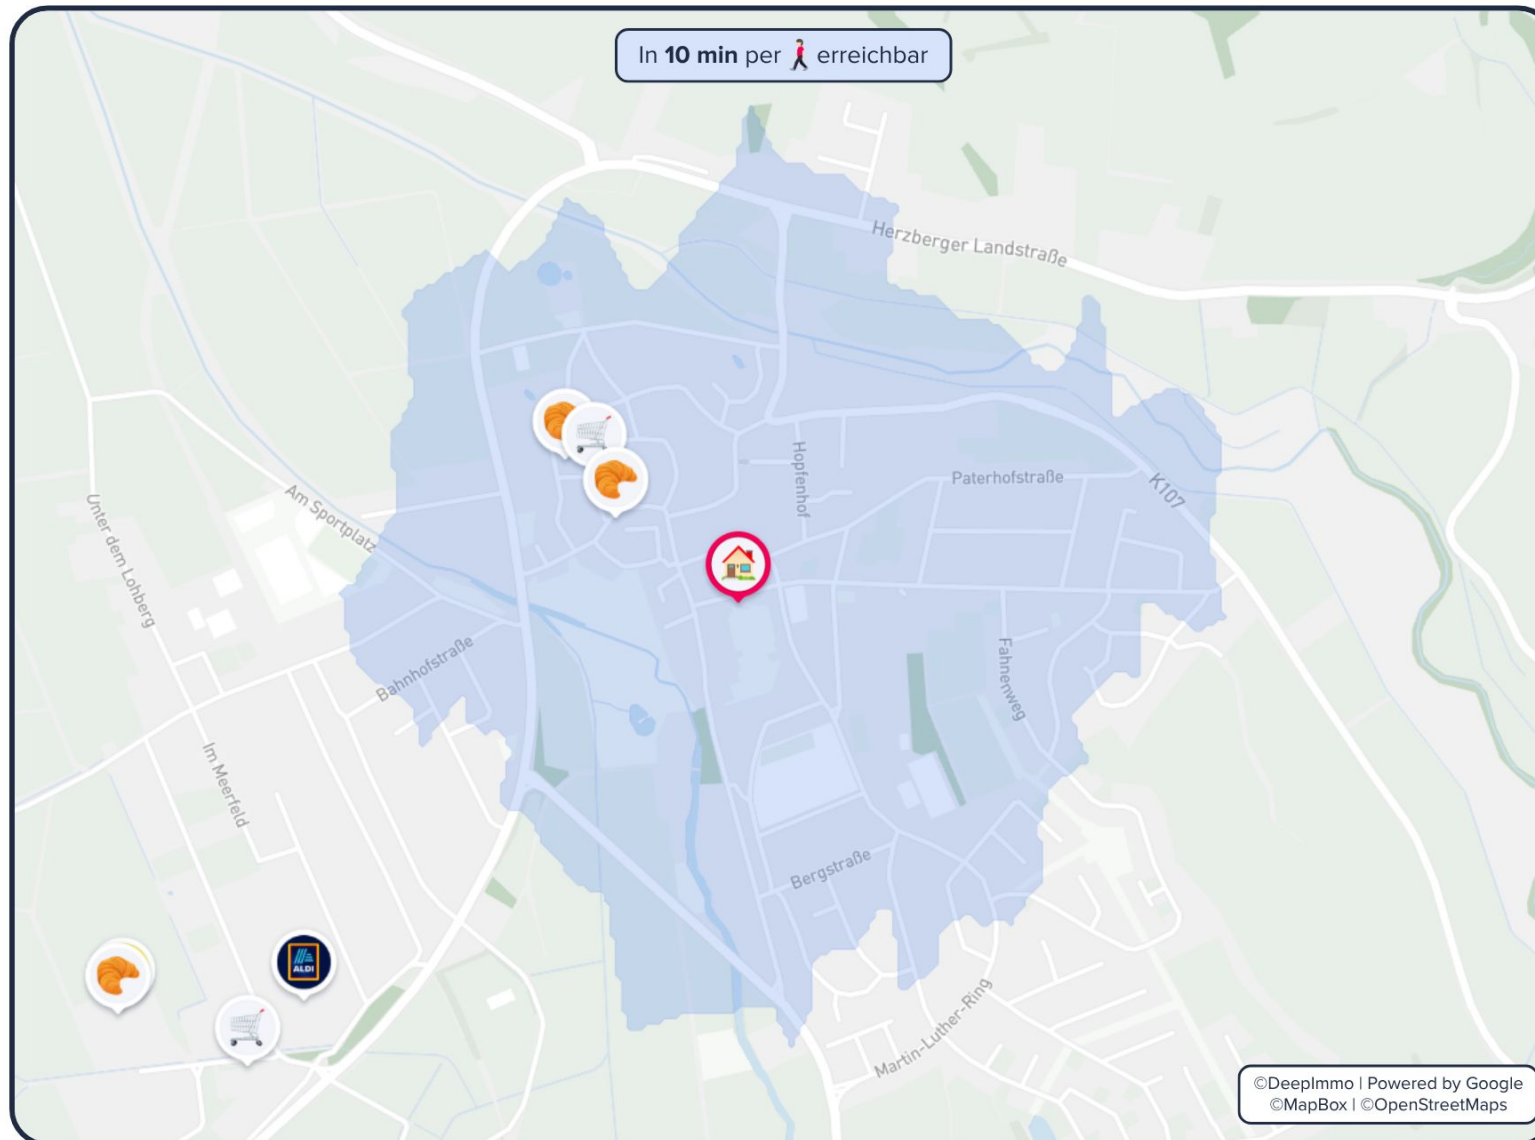 In 10 min per erreichbar
Herzberger Landstraße
Hopfenhof
Paterhofstraße
K107
Am Sportplatz
Unter dem Lohberg
Bahnhofstraße
Fahnenweg
Im Meerfeld
Bergstraße
ALDI
Martin-Luther-Ring
©DeepImmo | Powered by Google
©MapBox | ©OpenStreetMaps